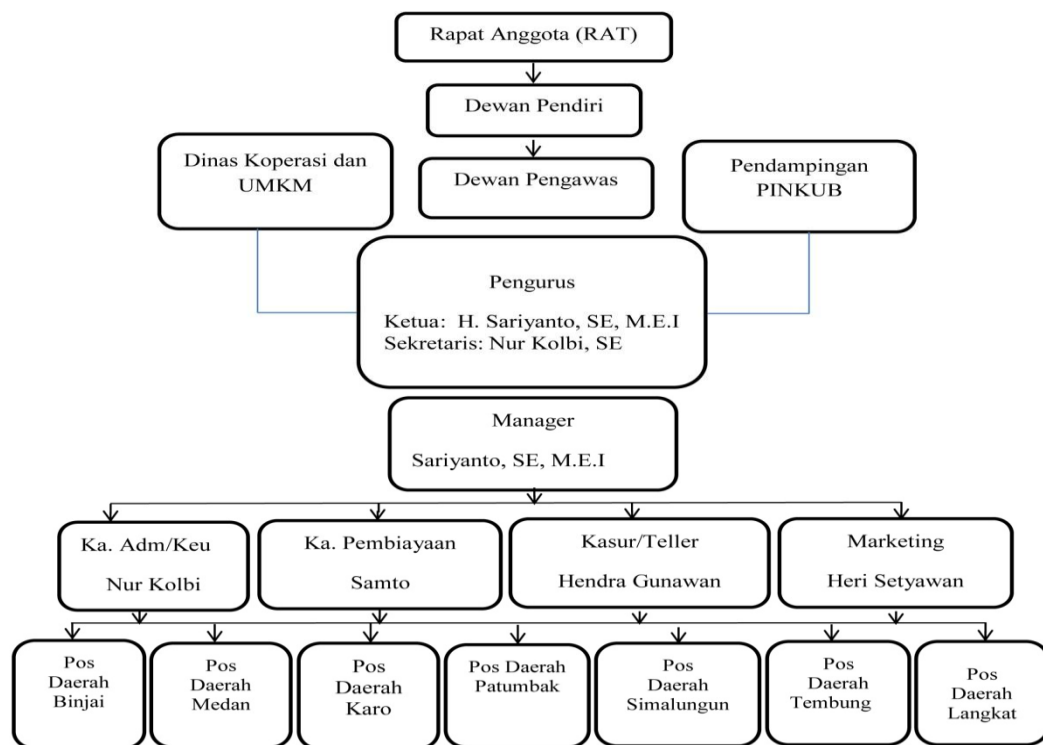 Rapat Anggota (RAT)
Dewan Pendiri
Dinas Koperasi dan
UMKM
Dewan Pengawas
Pendampingan
PINKUB
Pengurus
Ketua: H. Sariyanto, SE, M.E.I
Sekretaris: Nur Kolbi, SE
Manager
Sariyanto, SE, M.E.I
Ka. Adm/Keu
Nur Kolbi
Ka. Pembiayaan
Samto
Kasur/Teller
Hendra Gunawan
Marketing
Heri Setyawan
Pos
Daerah
Binjai
Pos
Daerah
Medan
Pos
Daerah
Karo
Pos Daerah
Patumbak
Pos
Daerah
Simalungun
Pos
Daerah
Tembung
Pos
Daerah
Langkat